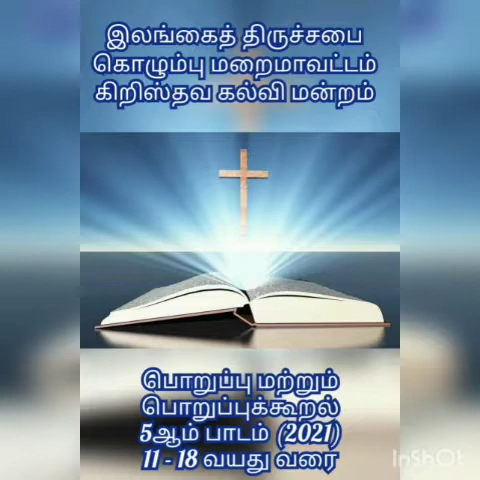 இலங்கைத் திருச்சபை
கொழும்பு மறைமாவட்டம்
கிறிஸ்தவ கல்வி மன்றம்
பொறுப்பு மற்றும்
பொறுப்புக்கூறல்
5ஆம் பாடம் (2021)
11 - 18 வயது வரை
InShOt